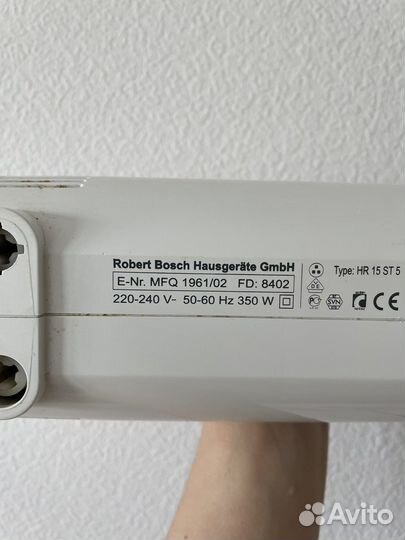 Robert Bosch Hausgeräte GmbH
E-Nr. MFQ 1961/02 FD: 8402
220-240 V~ 50-60 Hz 350 W
Type: HR 15 ST 5
CE
Avito